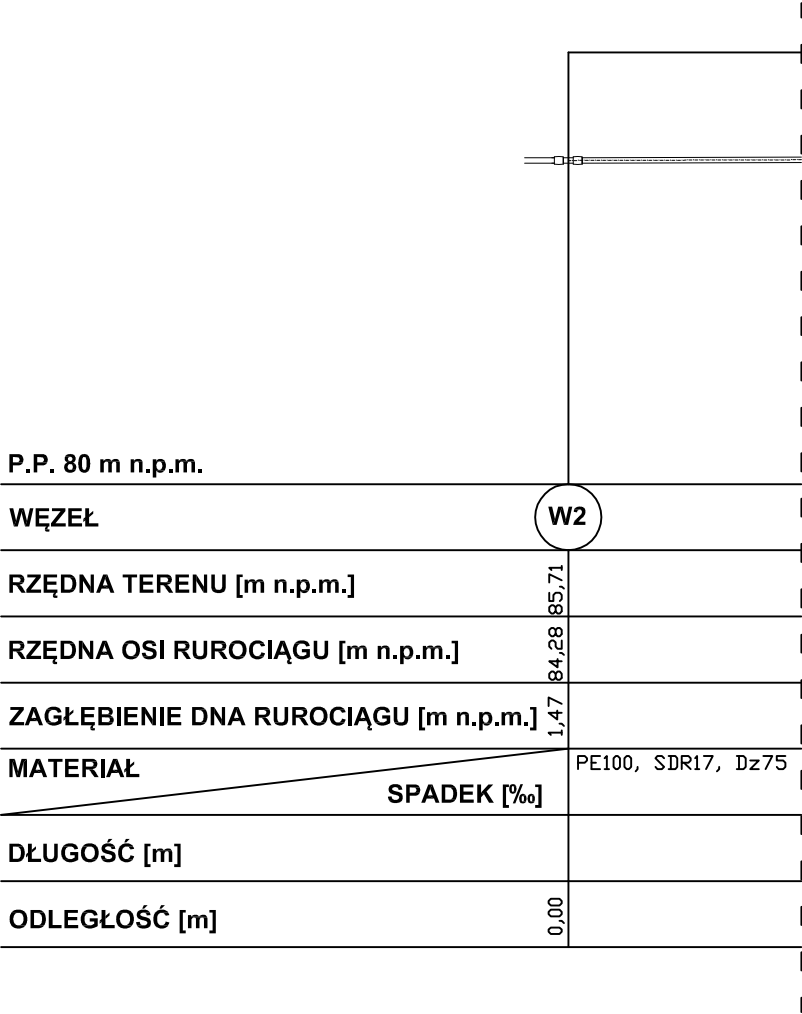 P.P. 80 m n.p.m.
WĘZEŁ
W2
RZĘDNA TERENU [m n.p.m.]
85,71
RZĘDNA OSI RUROCIĄGU [m n.p.m.]
84,28
ZAGŁĘBIENIE DNA RUROCIĄGU [m n.p.m.]
1,47
MATERIAŁ
SPADEK [‰]
PE100, SDR17, Dz75
DŁUGOŚĆ [m]
ODLEGŁOŚĆ [m]
0,00